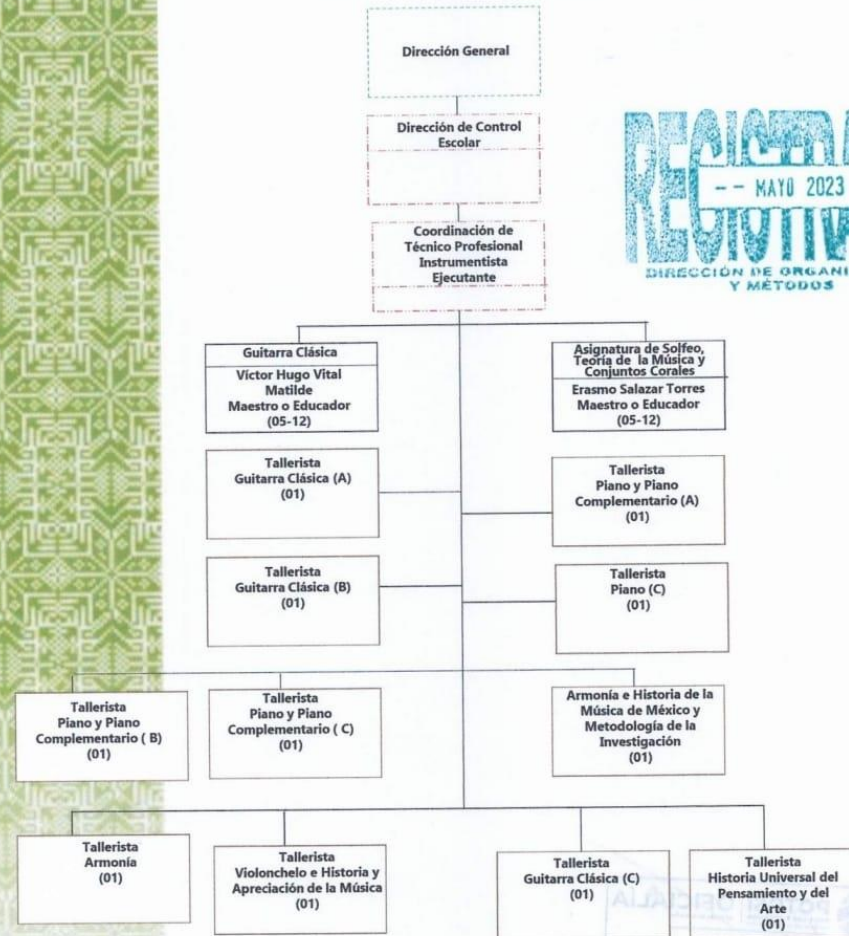 Dirección General
Dirección de Control
Escolar
Coordinación de
Técnico Profesional
Instrumentista
Ejecutante
-- MAYO 2023
Y MÉTODOS
Guitarra Clásica
Víctor Hugo Vital
Matilde
Maestro o Educador
(05-12)
Asignatura de Solfeo,
Teoría de la Música y
Conjuntos Corales
Erasmo Salazar Torres
Maestro o Educador
(05-12)
Tallerista
Guitarra Clásica (A)
(01)
Tallerista
Piano y Piano
Complementario (A)
(01)
Tallerista
Guitarra Clásica (B)
(01)
Tallerista
Piano (C)
(01)
Tallerista
Piano y Piano
Complementario ( B)
(01)
Tallerista
Piano y Piano
Complementario ( C)
(01)
Armonía e Historia de la
Música de México y
Metodología de la
Investigación
(01)
Tallerista
Armonía
(01)
Tallerista
Violonchelo e Historia y
Apreciación de la Música
(01)
Tallerista
Guitarra Clásica (C)
(01)
Tallerista
Historia Universal del
Pensamiento y del
Arte
(01)